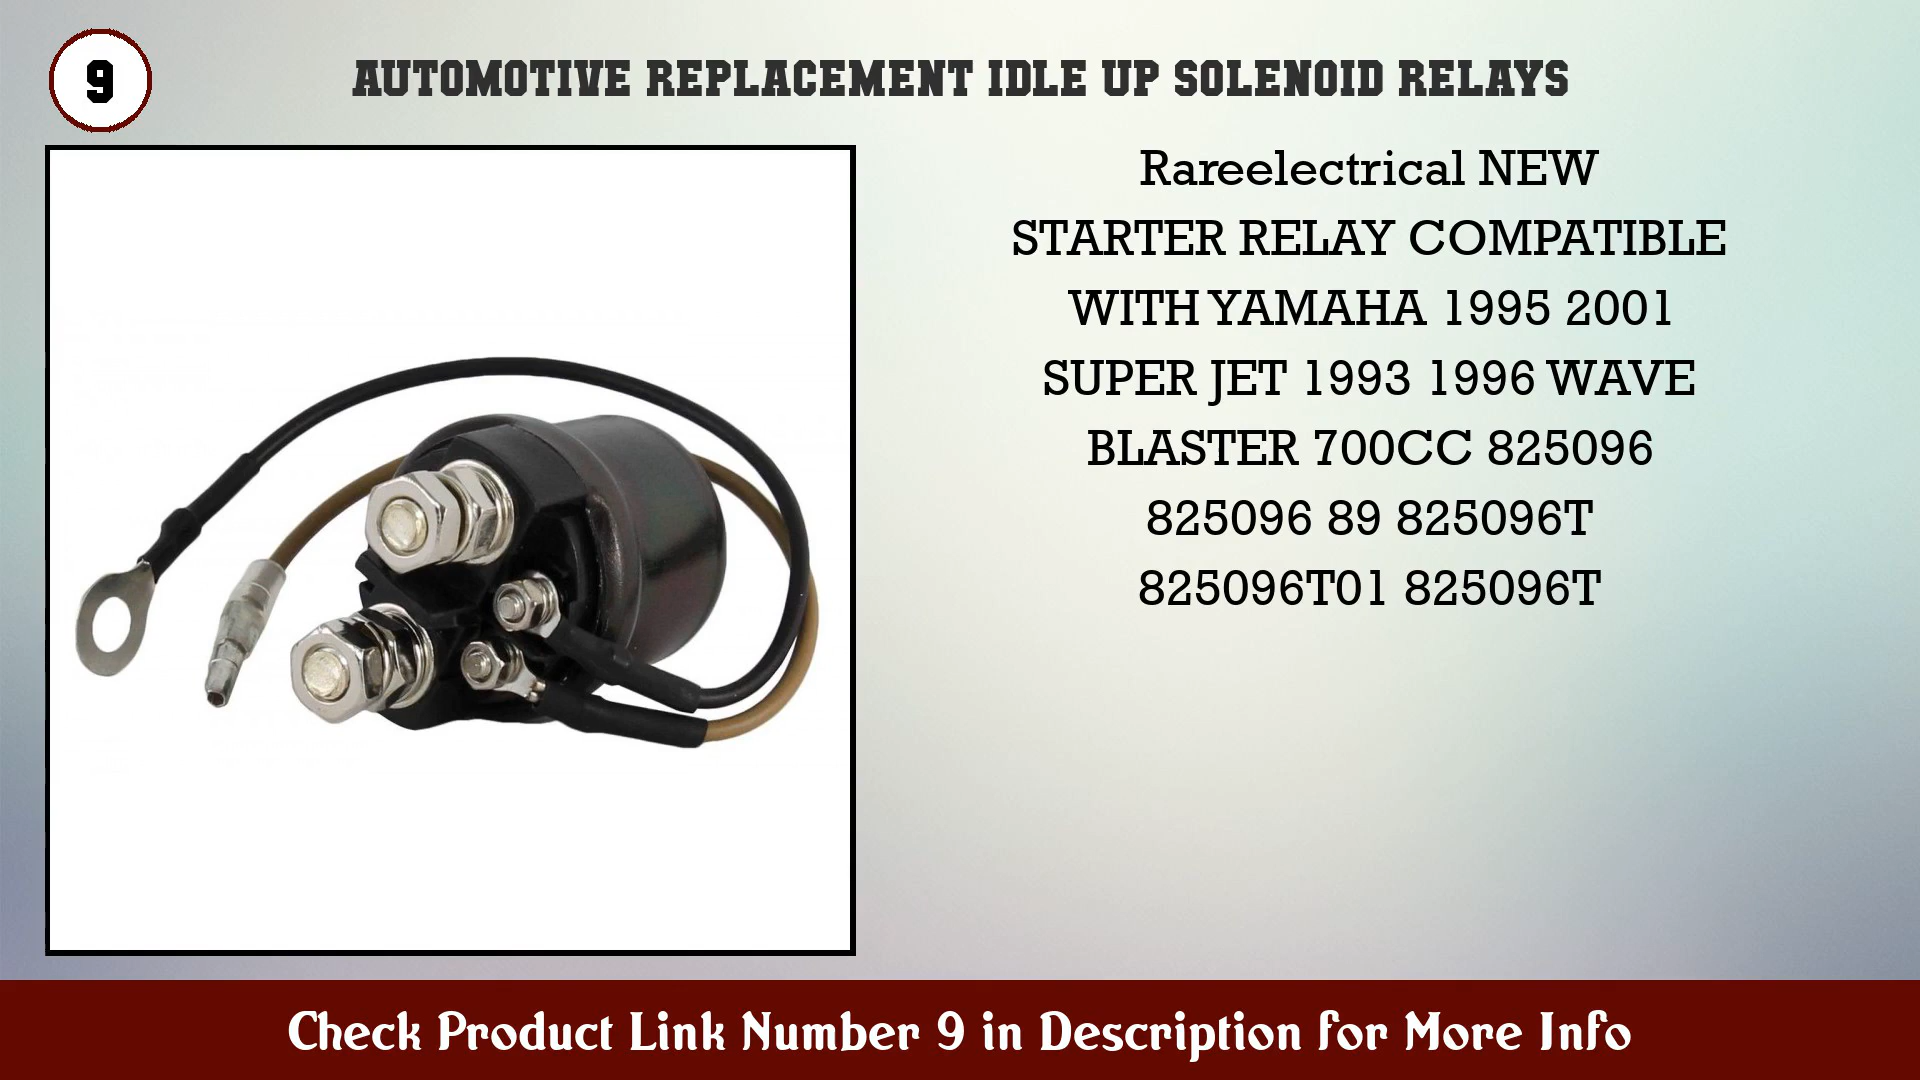 9
AUTOMOTIVE REPLACEMENT IDLE UP SOLENOID RELAYS
Rareelectrical NEW
STARTER RELAY COMPATIBLE
WITH YAMAHA 1995 2001
SUPER JET 1993 1996 WAVE
BLASTER 700CC 825096
825096 89 825096T
825096T01 825096T
Check Product Link Number 9 in Description for More Info